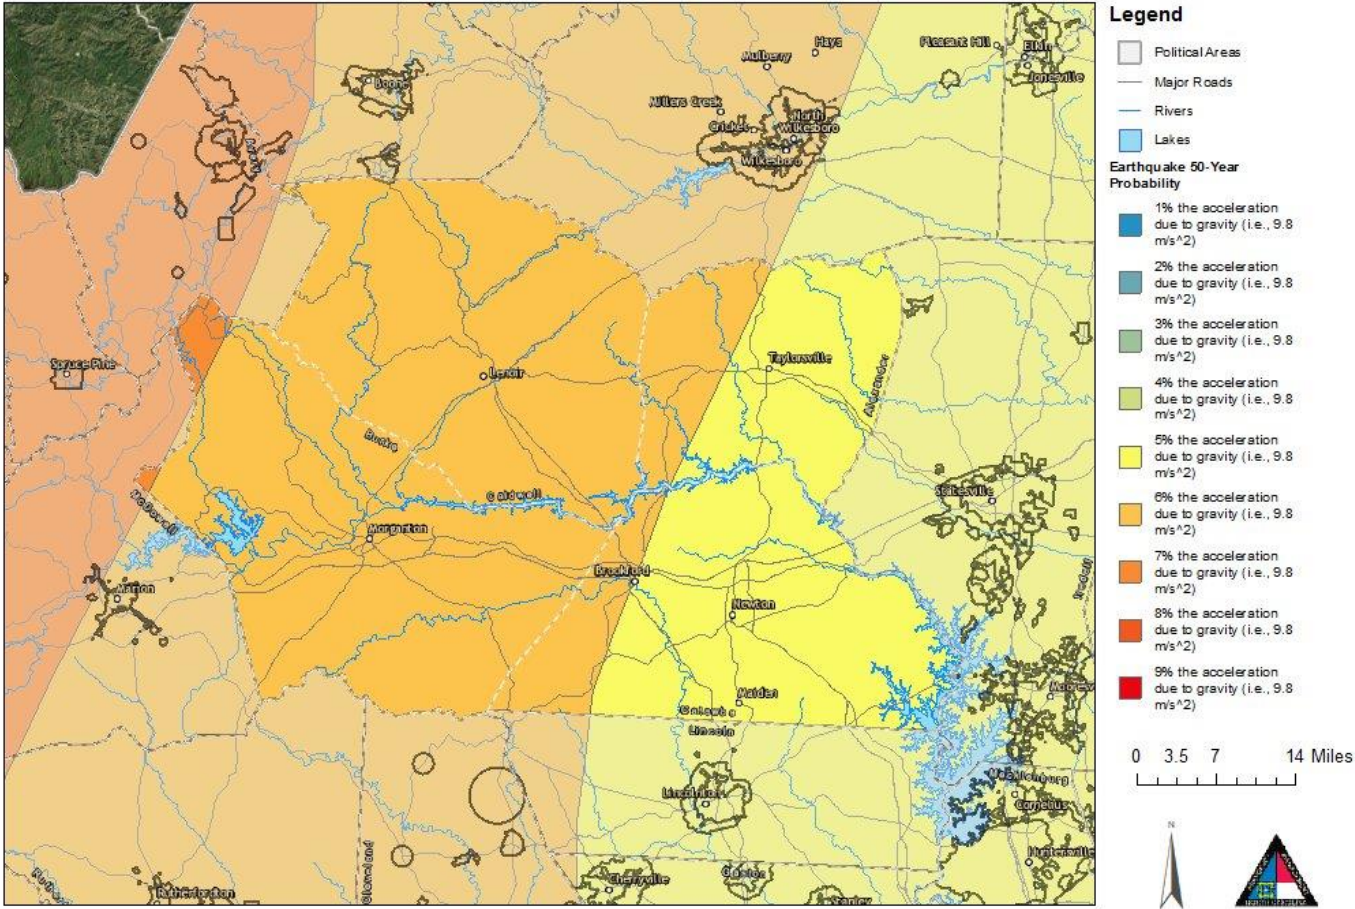 Legend
Political Areas
Major Roads
Rivers
Lakes
Earthquake 50-Year
Probability
1% the acceleration
due to gravity (i.e., 9.8
m/s^2)
2% the acceleration
due to gravity (i.e., 9.8
m/s^2)
3% the acceleration
due to gravity (i.e., 9.8
m/s^2)
4% the acceleration
due to gravity (i.e., 9.8
m/s^2)
5% the acceleration
due to gravity (i.e., 9.8
m/s^2)
6% the acceleration
due to gravity (i.e., 9.8
m/s^2)
7% the acceleration
due to gravity (i.e., 9.8
m/s^2)
8% the acceleration
due to gravity (i.e., 9.8
m/s^2)
9% the acceleration
due to gravity (i.e., 9.8
m/s^2)
0 3.5 7 14 Miles
N
Hays
Pleasant Hill
Elkin
Mulberry
Jonesville
Boone
Millers Creek
North
Cricket
Wilkesboro
Wilkesboro
Avery
Spruce Pine
Taylorsville
Lenoir
Alexander
Burke
Statesville
Caldwell
McDowell
Morganton
Iredell
Brookford
Marion
Newton
Maiden
Mooresv
Catawba
Lincoln
Mecklenburg
Lincolnton
Cornelius
Huntersville
Cleveland
Gaston
Cherryville
Rutherfordton
Stanley